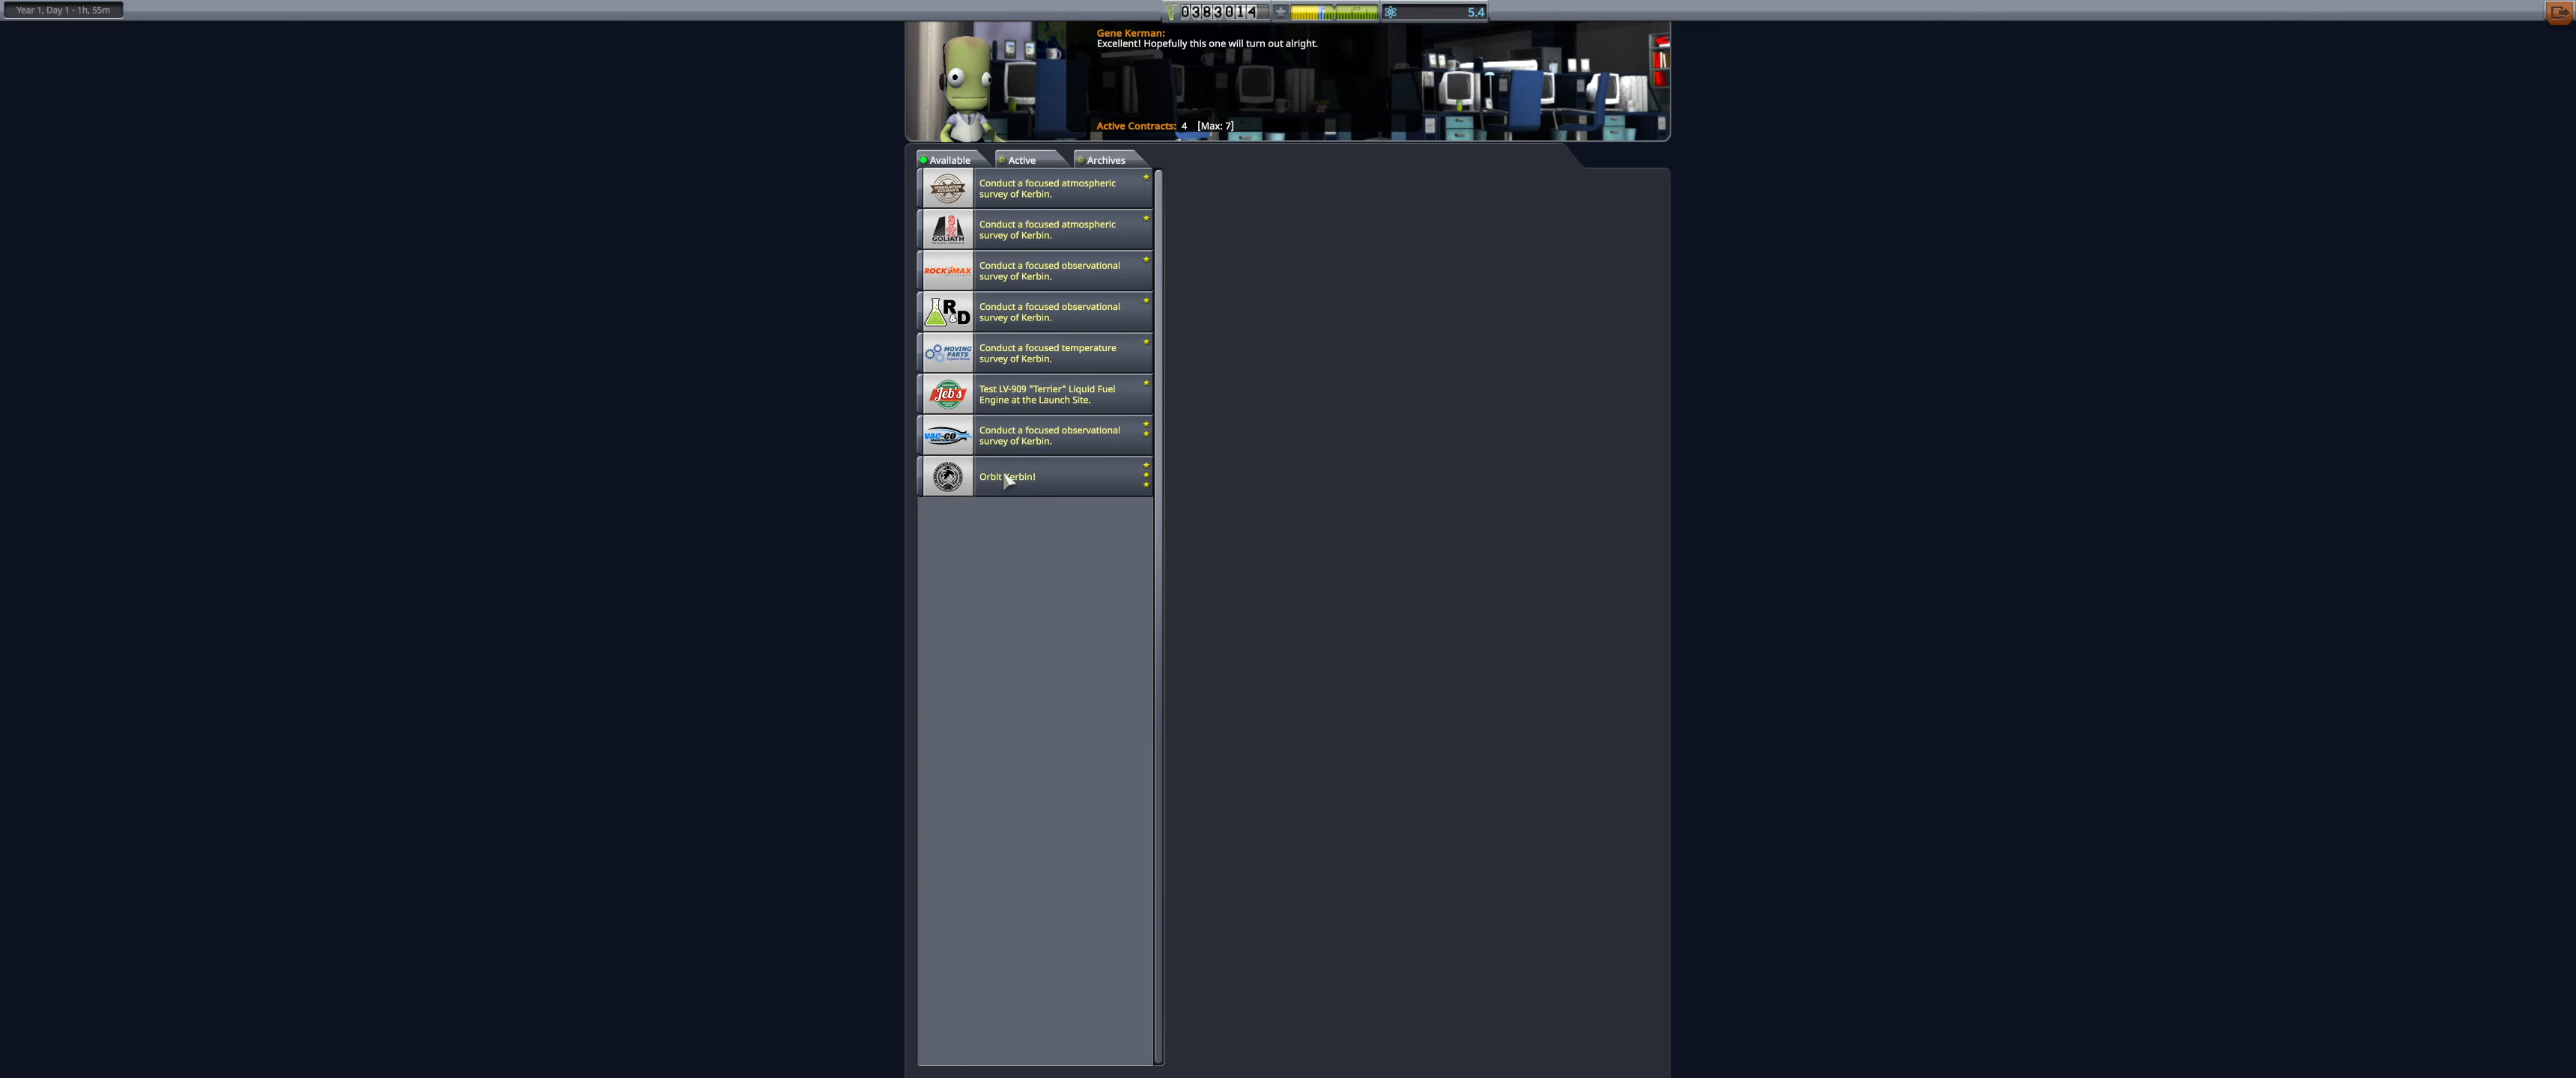 Year 1, Day 1 - 1h, 55m
0383014
5.4
Gene Kerman:
Excellent! Hopefully this one will turn out alright.
Active Contracts: 4 [Max: 7]
Available
Active
Archives
Conduct a focused atmospheric
survey of Kerbin.
GOLIATH
Conduct a focused atmospheric
survey of Kerbin.
ROCKOMAX
Conduct a focused observational
survey of Kerbin.
R&D
Conduct a focused observational
survey of Kerbin.
MOVING
PARTS
Conduct a focused temperature
survey of Kerbin.
Jeb's
Test LV-909 "Terrier" Liquid Fuel
Engine at the Launch Site.
VAC-CO
Conduct a focused observational
survey of Kerbin.
Orbit Kerbin!